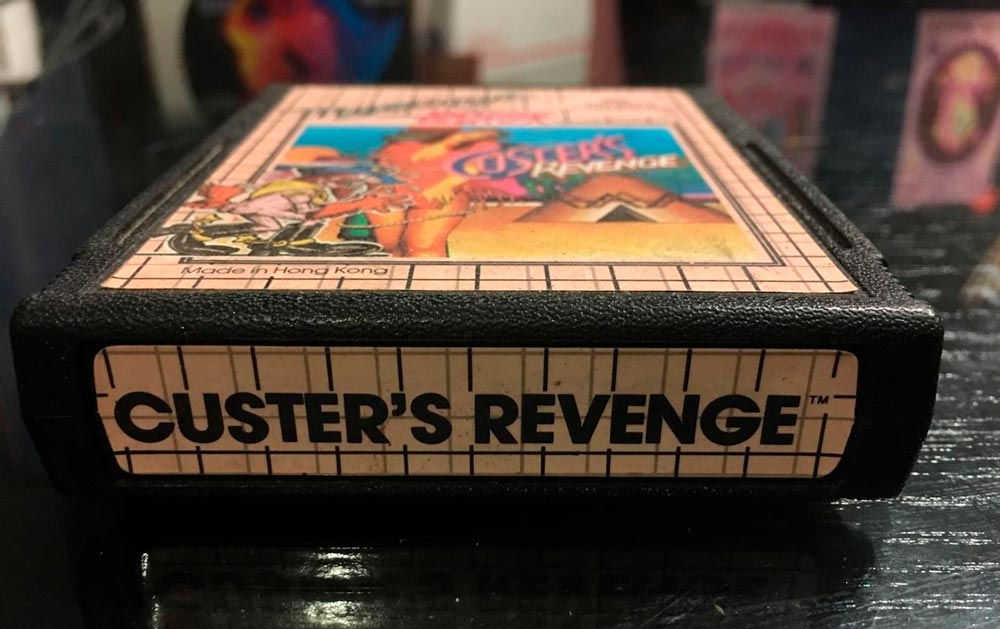 CUSTER'S
REVENGE
Made in Hong Kong
CUSTER'S REVENGE™